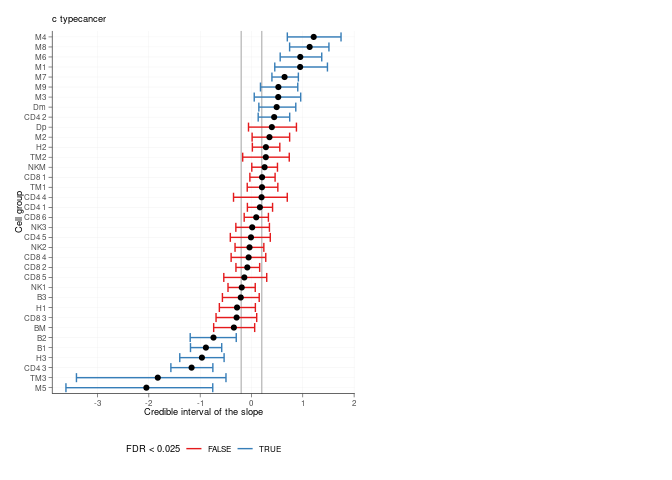 c typecancer
M4
M8
M6
M1
M7
M9
M3
Dm
CD4 2
Dp
M2
H2
TM2
NKM
CD8 1
TM1
CD4 4
CD4 1
CD8 6
NK3
CD4 5
NK2
CD8 4
CD8 2
CD8 5
NK1
B3
H1
CD8 3
BM
B2
B1
H3
CD4 3
TM3
M5
Cell group
-3 -2 -1 0 1 2
Credible interval of the slope
FDR < 0.025 FALSE TRUE